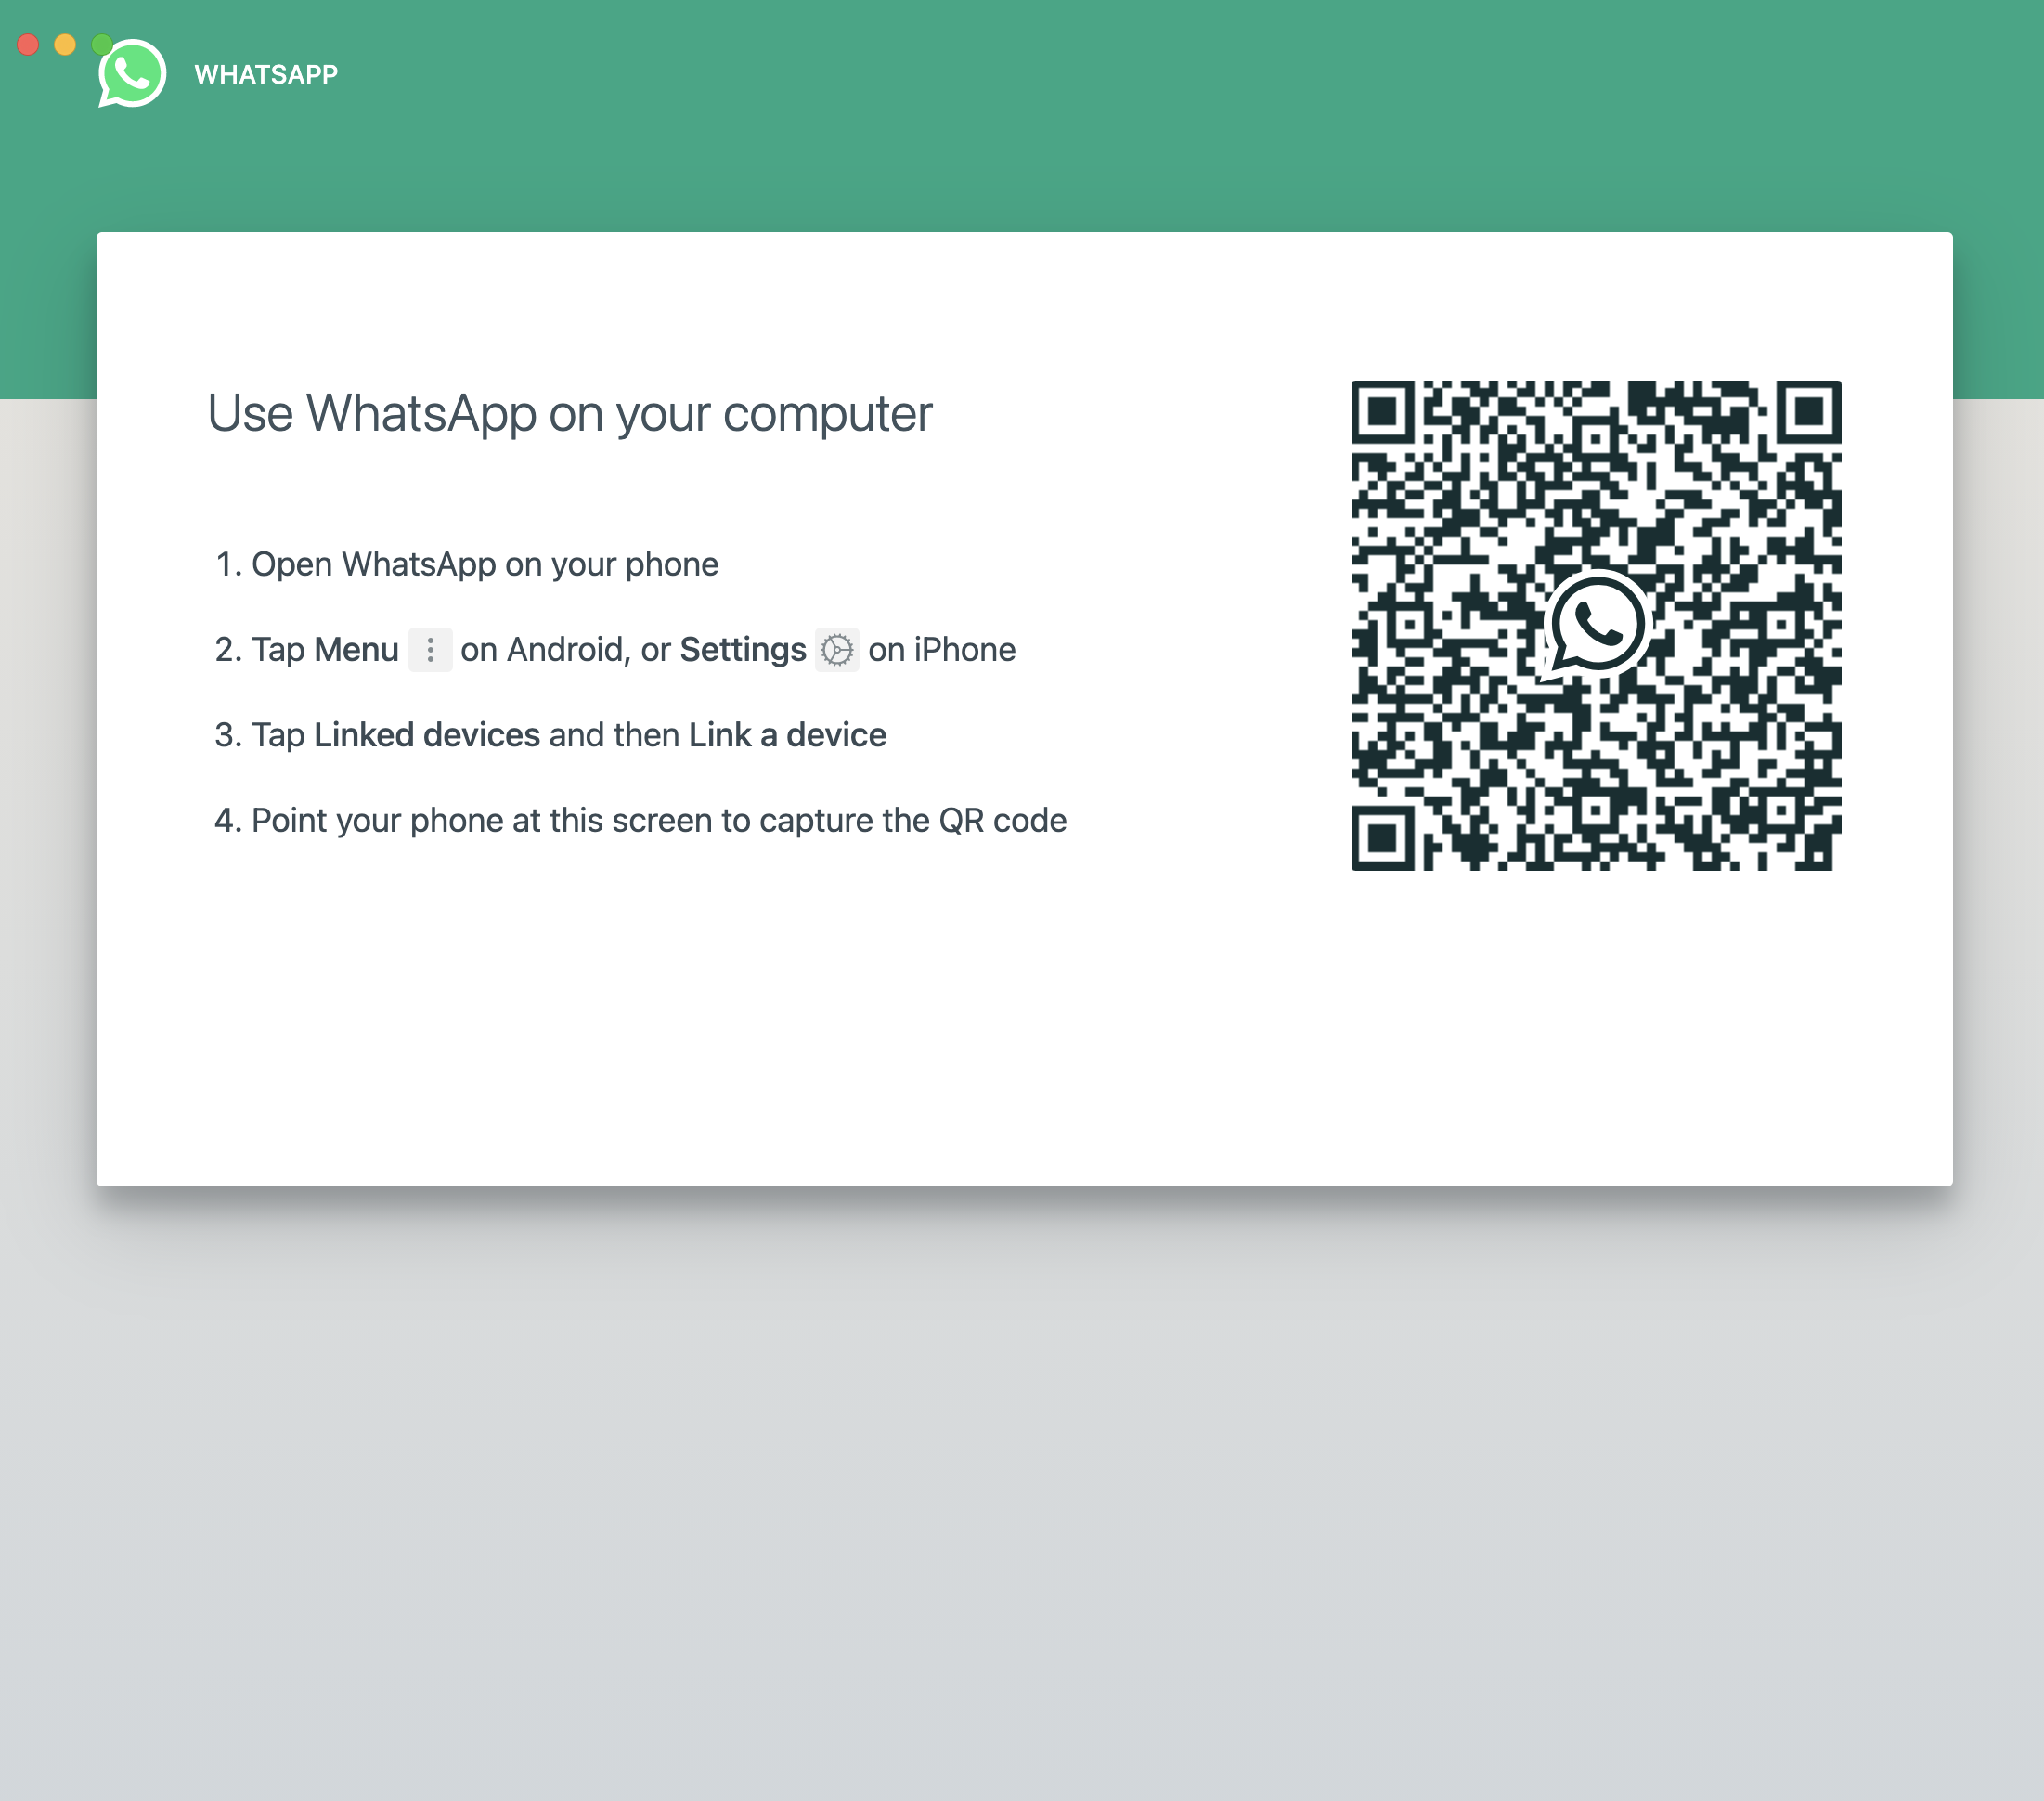 WHATSAPP
Use WhatsApp on your computer
1. Open WhatsApp on your phone
2. Tap Menu on Android, or Settings on iPhone
3. Tap Linked devices and then Link a device
4. Point your phone at this screen to capture the QR code